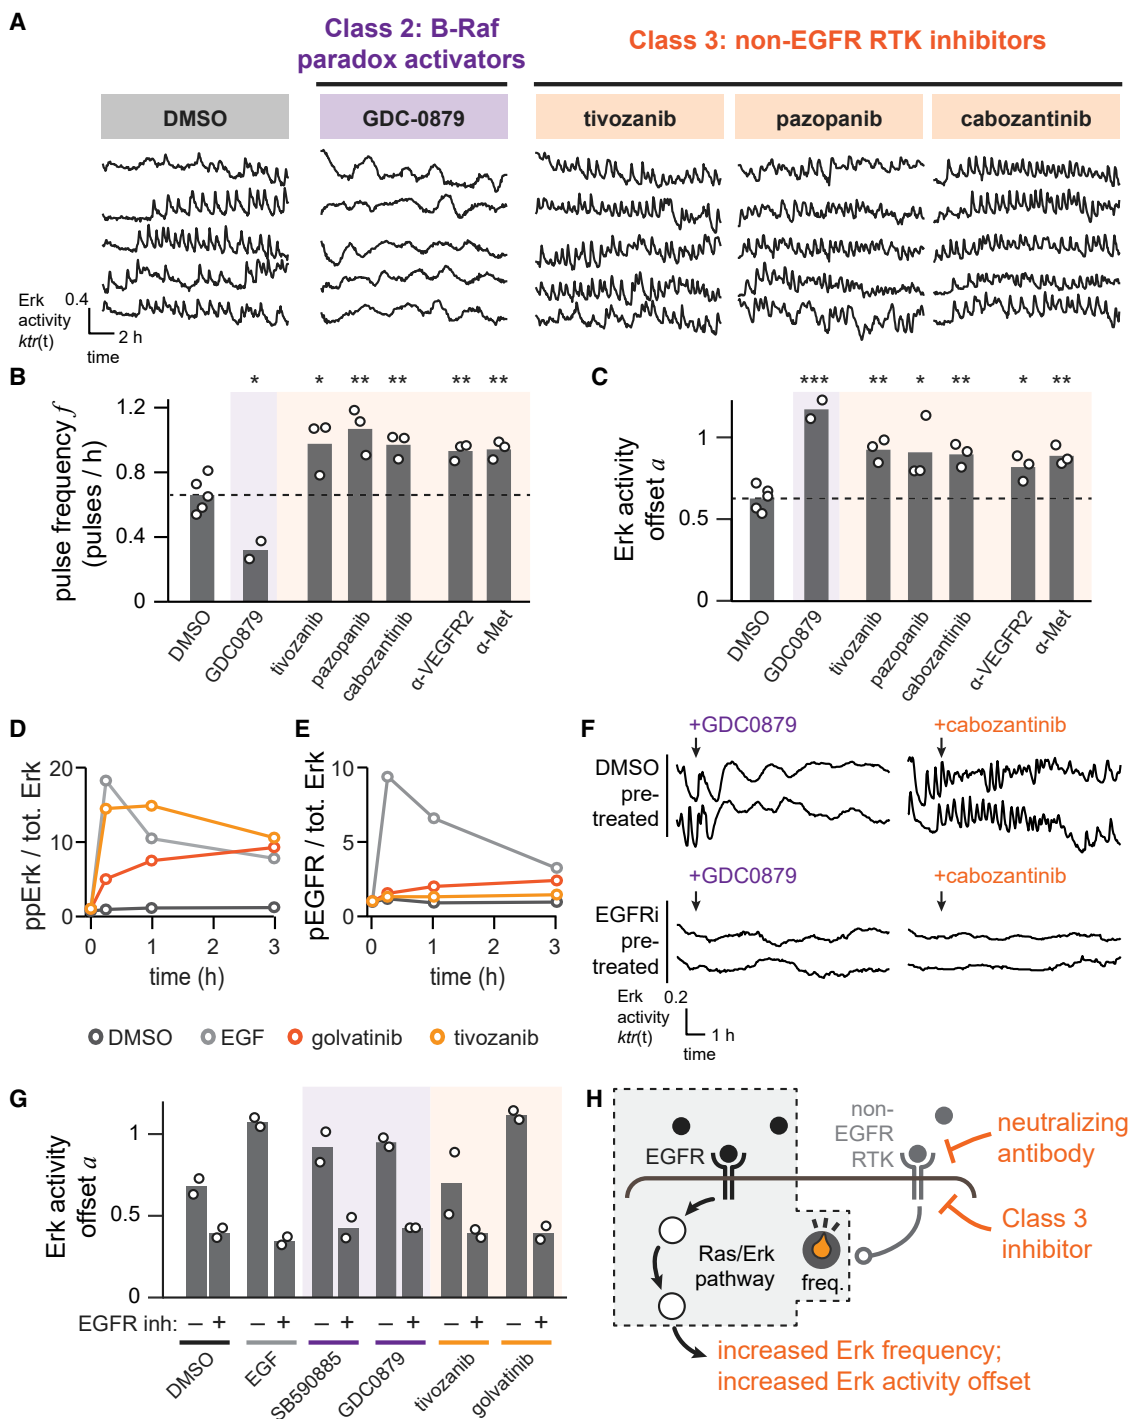 A
Class 2: B-Raf
paradox activators
Class 3: non-EGFR RTK inhibitors
DMSO
GDC-0879
tivozanib
pazopanib
cabozantinib
Erk 0.4
activity
ktr(t)
2 h
time
B
pulse frequency f
(pulses / h)
1.2
0.8
0.4
0
* * ** ** ** **
DMSO
GDC0879
tivozanib
pazopanib
cabozantinib
α-VEGFR2
α-Met
C
Erk activity
offset a
1
0.5
0
*** ** * ** * **
DMSO
GDC0879
tivozanib
pazopanib
cabozantinib
α-VEGFR2
α-Met
D
ppErk / tot. Erk
20
10
0
0 1 2 3
time (h)
E
pEGFR / tot. Erk
10
5
0
0 1 2 3
time (h)
DMSO EGF golvatinib tivozanib
F
+GDC0879
+cabozantinib
DMSO
pre-
treated
+GDC0879
+cabozantinib
EGFRi
pre-
treated
Erk 0.2
activity
ktr(t)
1 h
time
G
Erk activity
offset a
1
0.5
0
EGFR inh: – + – + – + – + – + – +
DMSO
EGF
SB590885
GDC0879
tivozanib
golvatinib
H
EGFR
non-
EGFR
RTK
neutralizing
antibody
Class 3
inhibitor
Ras/Erk
pathway
freq.
increased Erk frequency;
increased Erk activity offset